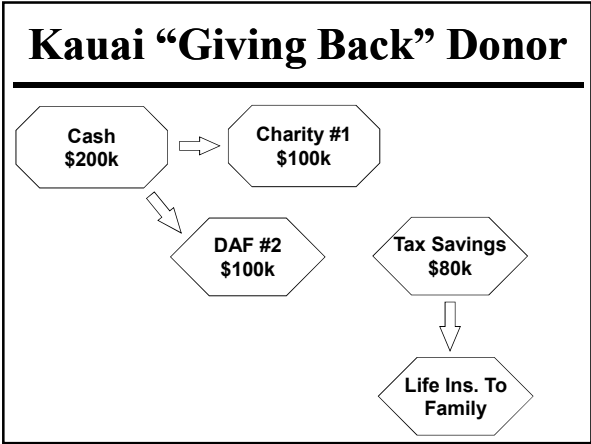 Kauai “Giving Back” Donor
Cash
$200k
Charity #1
$100k
DAF #2
$100k
Tax Savings
$80k
Life Ins. To
Family